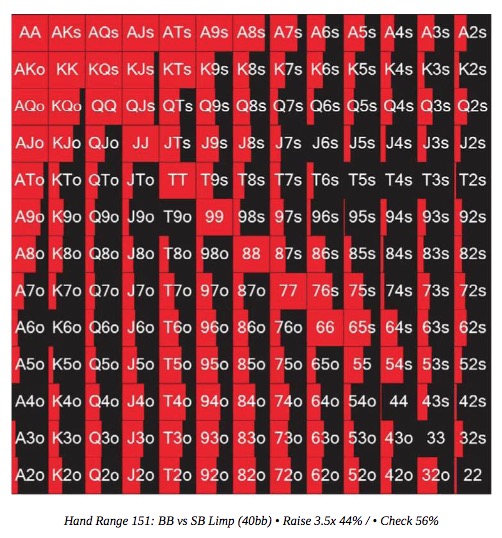 AA AKs AQs AJs ATs A9s A8s A7s A6s A5s A4s A3s A2s
AKo KK KQs KJs KTs K9s K8s K7s K6s K5s K4s K3s K2s
AQo KQo QQ QJs QTs Q9s Q8s Q7s Q6s Q5s Q4s Q3s Q2s
AJo KJo QJo JJ JTs J9s J8s J7s J6s J5s J4s J3s J2s
ATo KTo QTo JTo TT T9s T8s T7s T6s T5s T4s T3s T2s
A9o K9o Q9o J9o T9o 99 98s 97s 96s 95s 94s 93s 92s
A8o K8o Q8o J8o T8o 98o 88 87s 86s 85s 84s 83s 82s
A7o K7o Q7o J7o T7o 97o 87o 77 76s 75s 74s 73s 72s
A6o K6o Q6o J6o T6o 96o 86o 76o 66 65s 64s 63s 62s
A5o K5o Q5o J5o T5o 95o 85o 75o 65o 55 54s 53s 52s
A4o K4o Q4o J4o T4o 94o 84o 74o 64o 54o 44 43s 42s
A3o K3o Q3o J3o T3o 93o 83o 73o 63o 53o 43o 33 32s
A2o K2o Q2o J2o T2o 92o 82o 72o 62o 52o 42o 32o 22
Hand Range 151: BB vs SB Limp (40bb) • Raise 3.5x 44% / • Check 56%